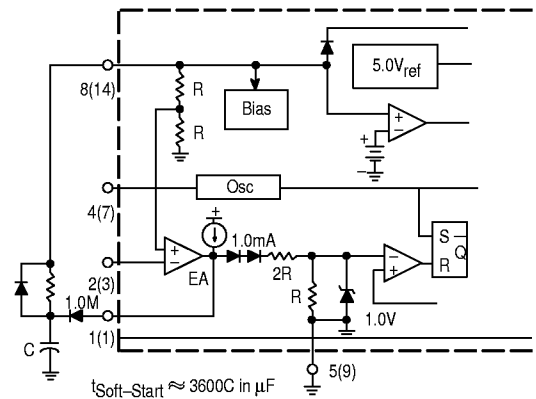 5.0Vref
8(14)
R
Bias
R
+
−
+
−
Osc
4(7)
+
1.0mA
S
Q
R
+
−
EA
2R
−
+
2(3)
R
1.0M
1.0V
1(1)
C
5(9)
tSoft–Start ≈ 3600C in µF